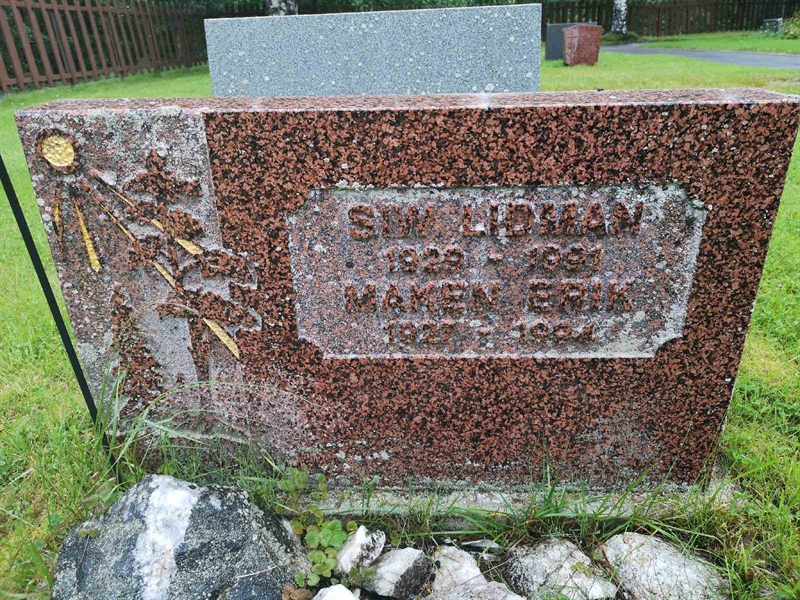 SIW LIDMAN
1929 - 1991
MAKEN ERIK
1927 - 1994